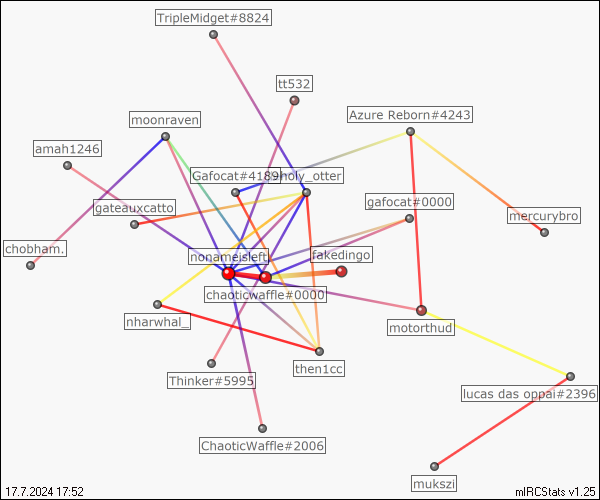 TripleMidget#8824
tt532
Azure Reborn#4243
moonraven
amah1246
Gafocat#4189
holy_otter
gafocat#0000
gateauxcatto
mercurybro
chobham.
nonameisleft
fakedingo
chaoticwaffle#0000
nharwhal_
motorthud
then1cc
Thinker#5995
lucas das oppai#2396
ChaoticWaffle#2006
mukszi
17.7.2024 17:52
mIRCStats v1.25